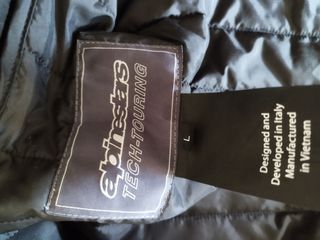 alpinestars
TECH-TOURING
L
Designed and
Developed in Italy
Manufactured
in Vietnam